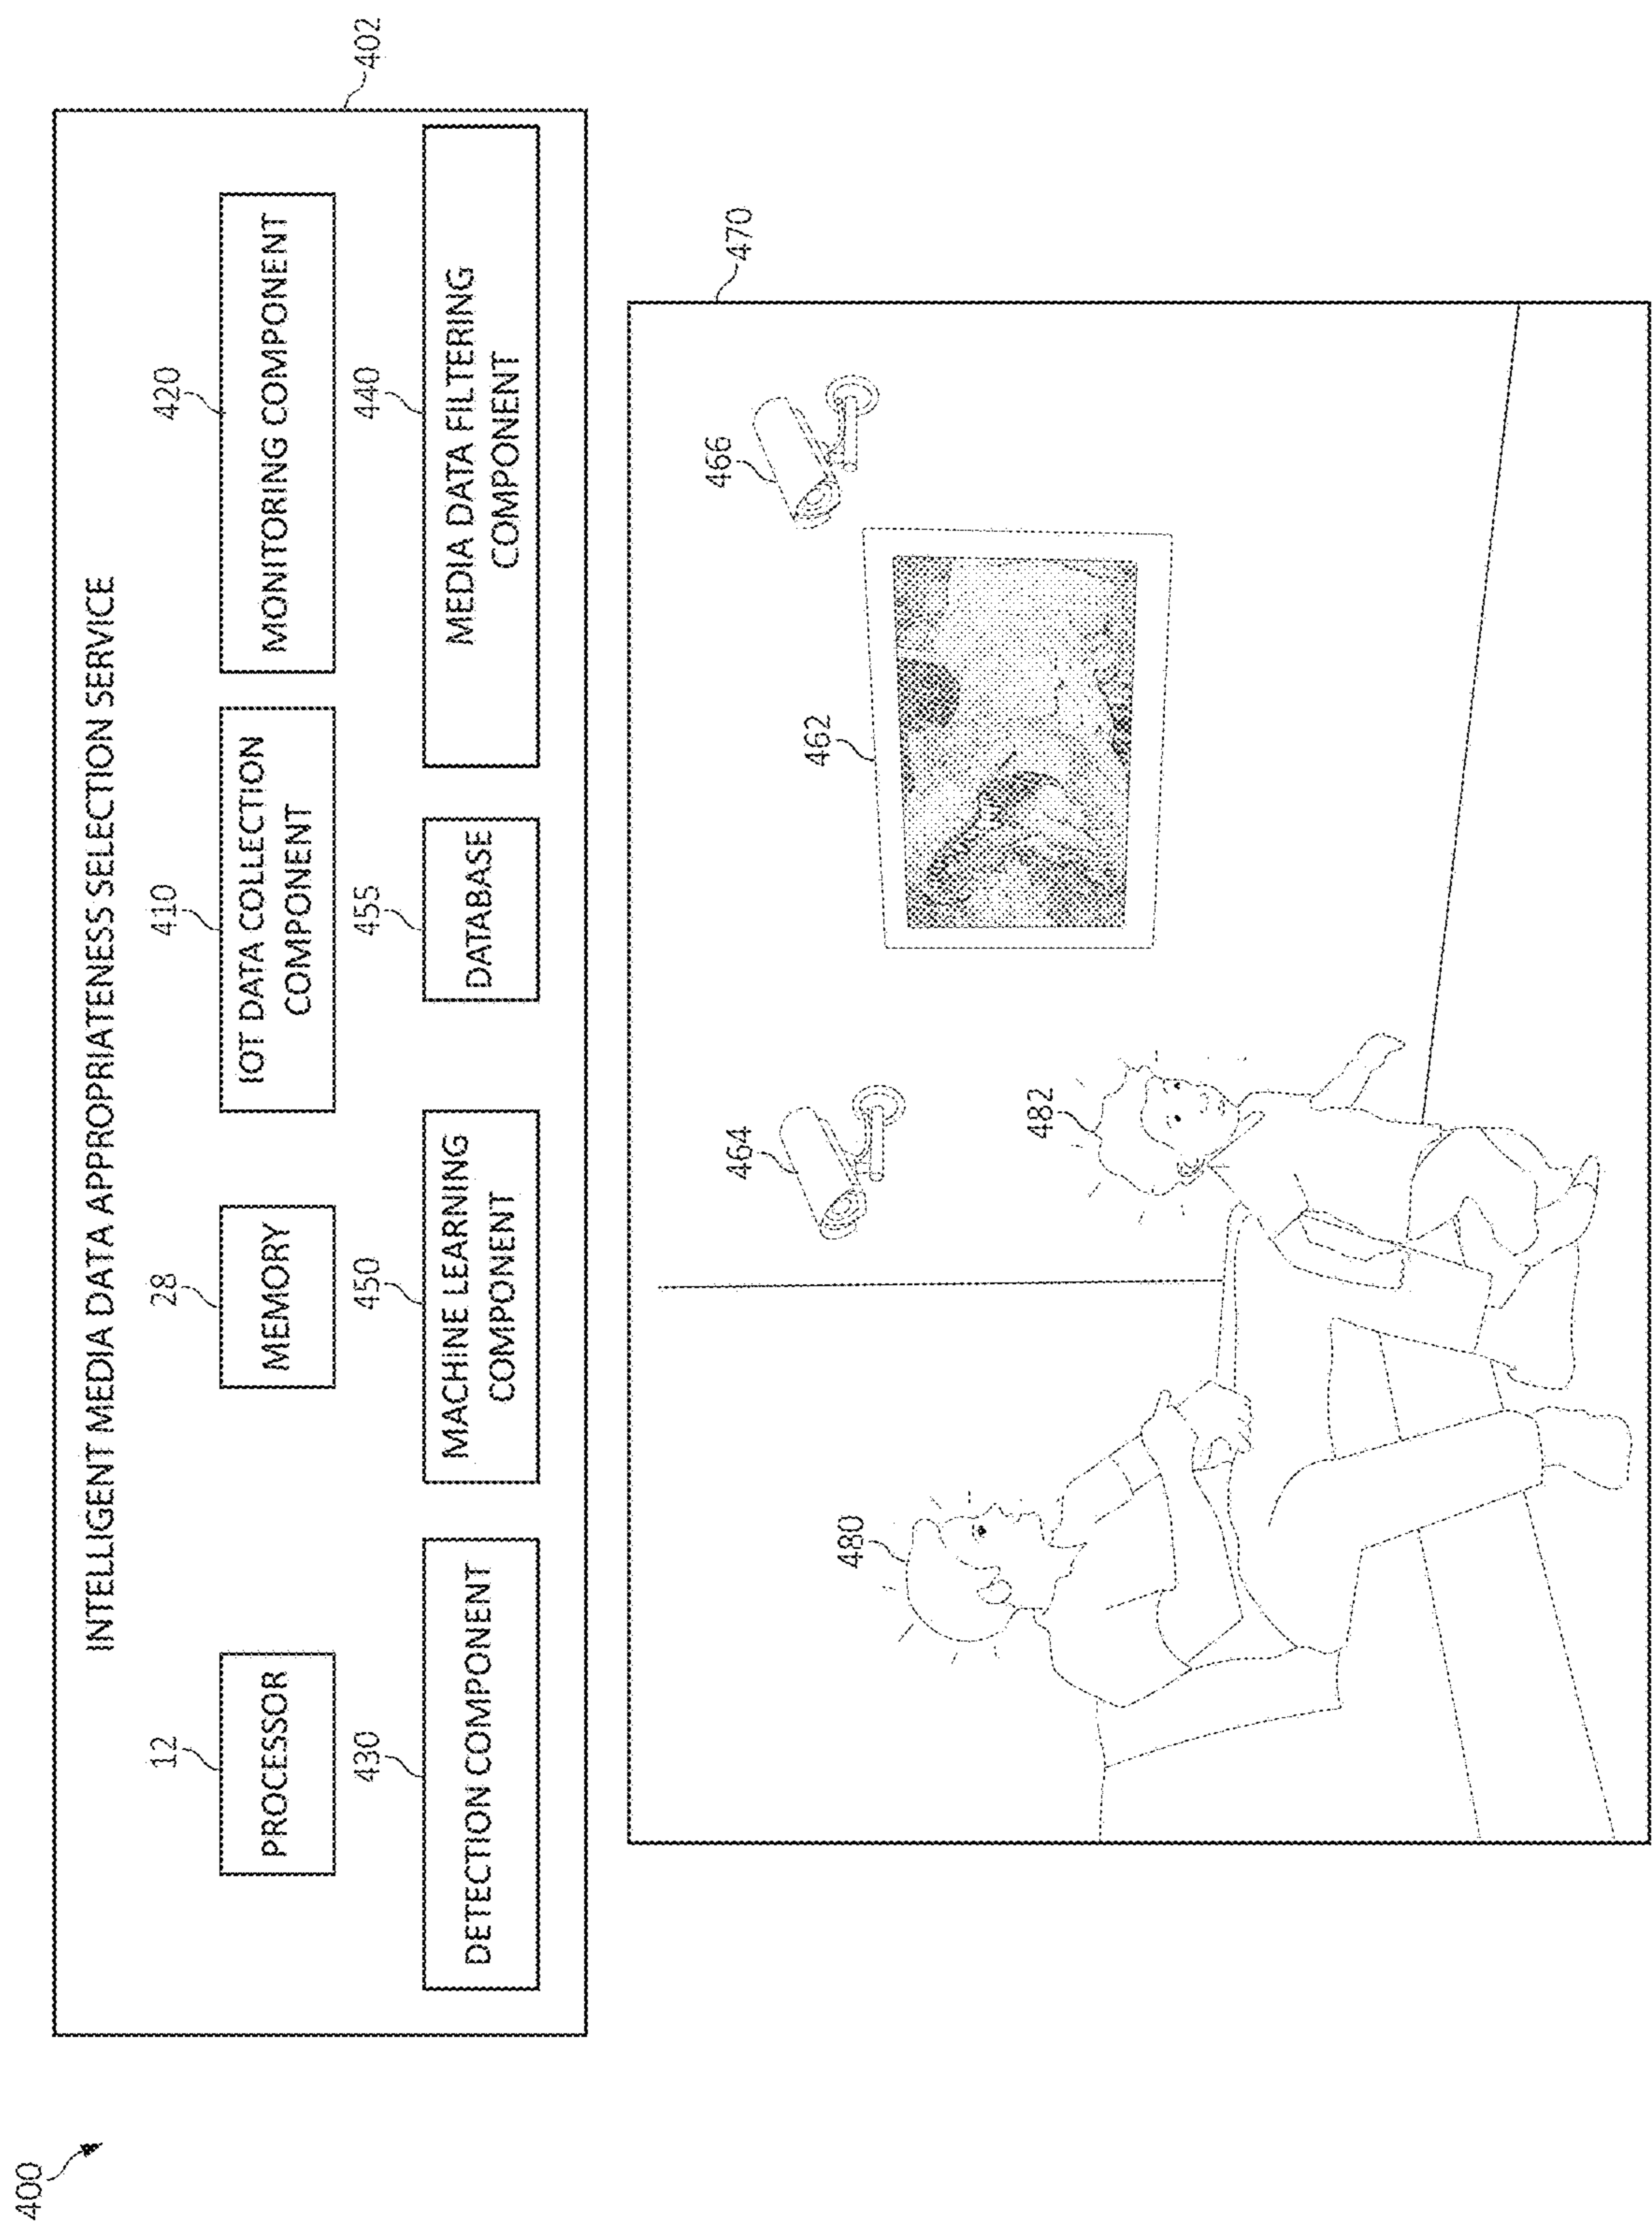 400
402
INTELLIGENT MEDIA DATA APPROPRIATENESS SELECTION SERVICE
12
PROCESSOR
28
MEMORY
410
IOT DATA COLLECTION
COMPONENT
420
MONITORING COMPONENT
430
DETECTION COMPONENT
450
MACHINE LEARNING
COMPONENT
455
DATABASE
440
MEDIA DATA FILTERING
COMPONENT
470
464
466
462
480
482